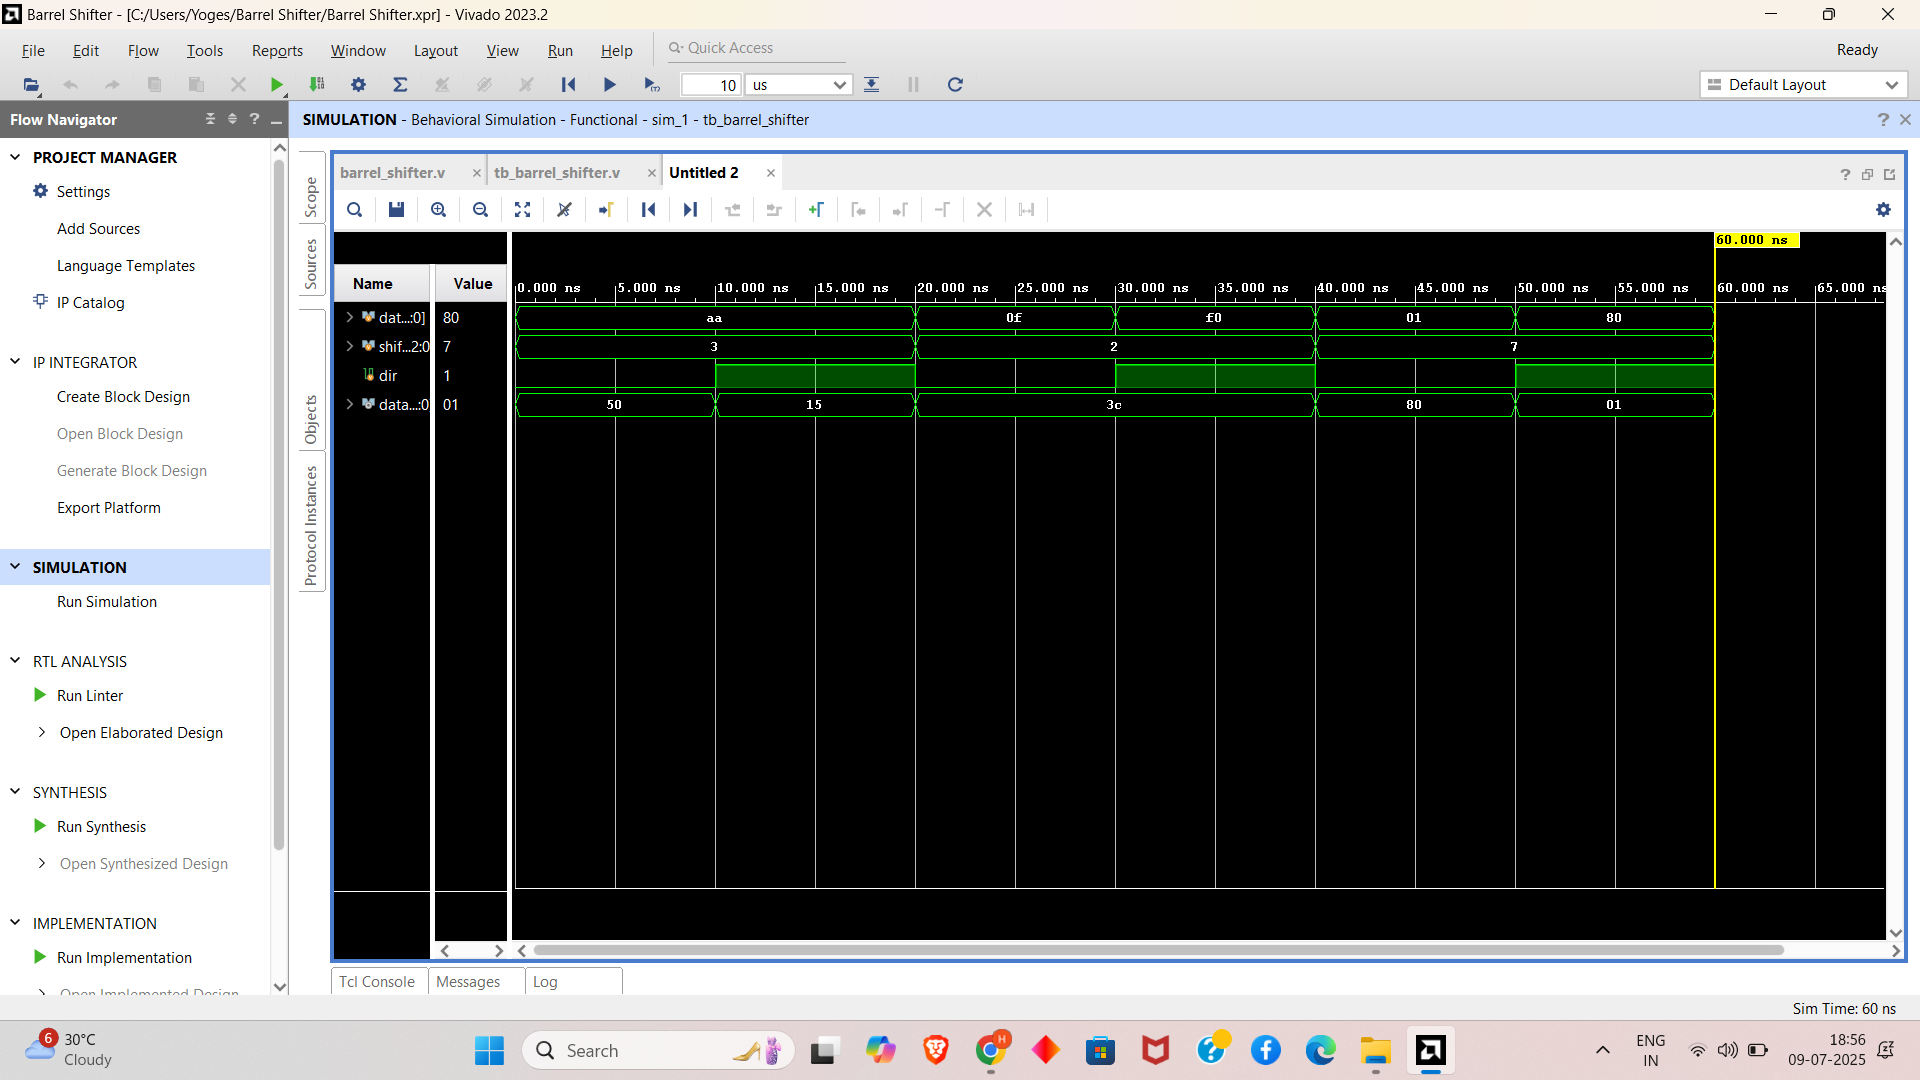 Barrel Shifter - [C:/Users/Yoges/Barrel Shifter/Barrel Shifter.xpr] - Vivado 2023.2
File Edit Flow Tools Reports Window Layout View Run Help Quick Access Ready
10 us Default Layout
Flow Navigator
SIMULATION - Behavioral Simulation - Functional - sim_1 - tb_barrel_shifter
PROJECT MANAGER
Settings
Add Sources
Language Templates
IP Catalog
IP INTEGRATOR
Create Block Design
Open Block Design
Generate Block Design
Export Platform
SIMULATION
Run Simulation
RTL ANALYSIS
Run Linter
Open Elaborated Design
SYNTHESIS
Run Synthesis
Open Synthesized Design
IMPLEMENTATION
Run Implementation
Open Implemented Design
Scope
Sources
Objects
Protocol Instances
barrel_shifter.v tb_barrel_shifter.v Untitled 2
60.000 ns
Name Value
0.000 ns 5.000 ns 10.000 ns 15.000 ns 20.000 ns 25.000 ns 30.000 ns 35.000 ns 40.000 ns 45.000 ns 50.000 ns 55.000 ns 60.000 ns 65.000 ns
dat...:0] 80 aa 0f f0 01 80
shif...2:0 7 3 2 7
dir 1
data...:0 01 50 15 3c 80 01
Tcl Console Messages Log
Sim Time: 60 ns
6
30°C
Cloudy
Search
H
ENG
IN
18:56
09-07-2025